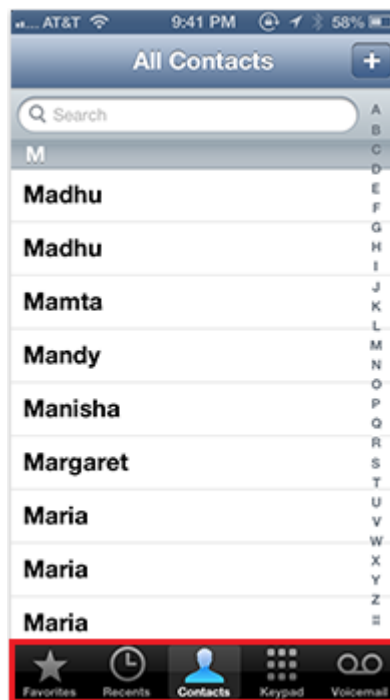 AT&T 9:41 PM 58%
All Contacts +
Search
M
Madhu
Madhu
Mamta
Mandy
Manisha
Margaret
Maria
Maria
Maria
A
B
C
D
E
F
G
H
I
J
K
L
M
N
O
P
Q
R
S
T
U
V
W
X
Y
Z
#
Favorites Recents Contacts Keypad Voicemail